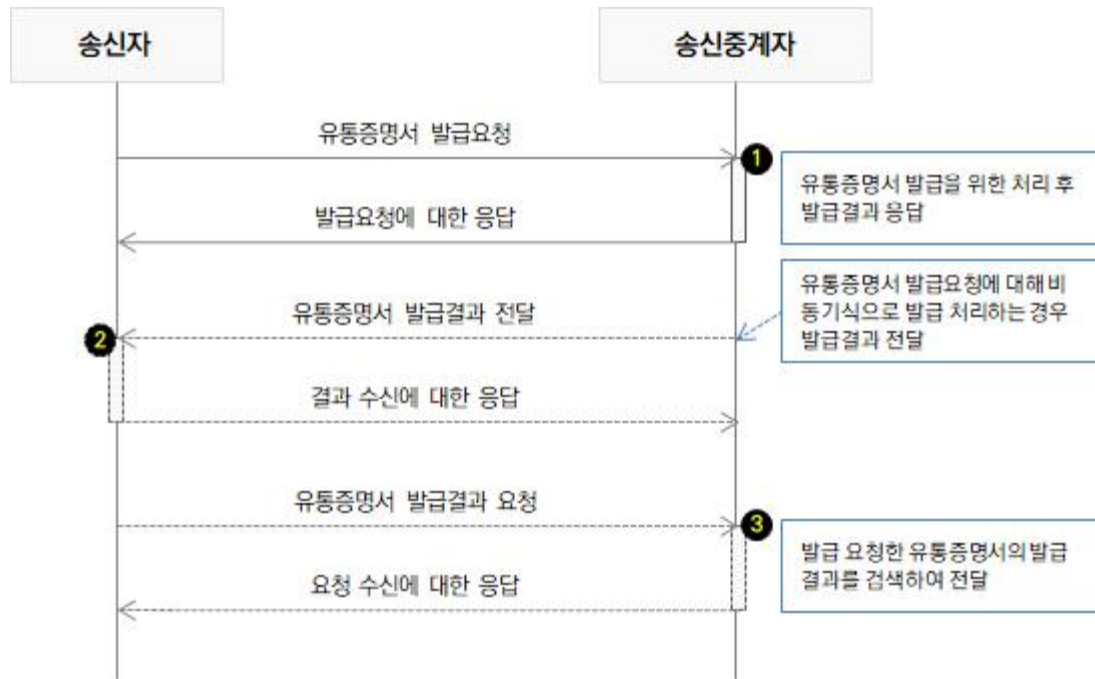 송신자
송신중계자
유통증명서 발급요청
1
유통증명서 발급을 위한 처리 후
발급결과 응답
발급요청에 대한 응답
유통증명서 발급요청에 대해 비
동기식으로 발급 처리하는 경우
발급결과 전달
유통증명서 발급결과 전달
2
결과 수신에 대한 응답
유통증명서 발급결과 요청
3
발급 요청한 유통증명서의 발급
결과를 검색하여 전달
요청 수신에 대한 응답